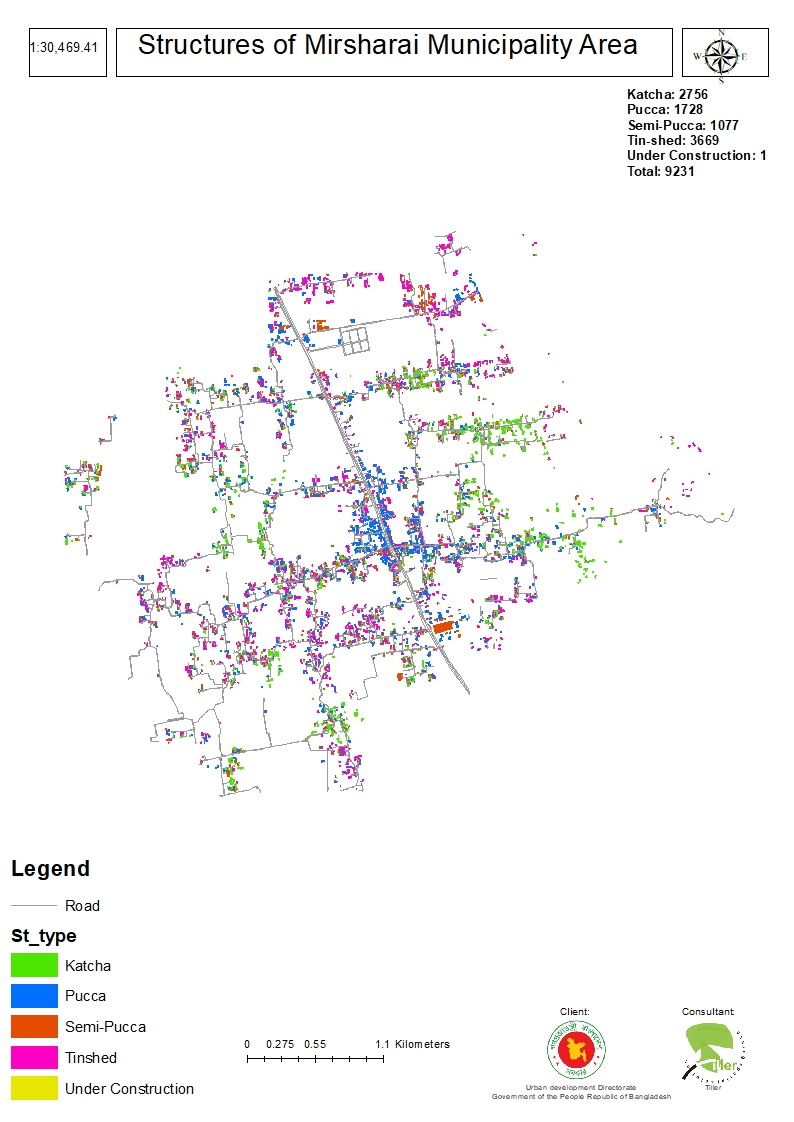 1:30,469.41
Structures of Mirsharai Municipality Area
N
W E
S
Katcha: 2756
Pucca: 1728
Semi-Pucca: 1077
Tin-shed: 3669
Under Construction: 1
Total: 9231
Legend
Road
St_type
Katcha
Pucca
Semi-Pucca
Tinshed
Under Construction
0 0.275 0.55 1.1 Kilometers
Client:
Urban development Directorate
Government of the People Republic of Bangladesh
Consultant:
Tiller
Tiller